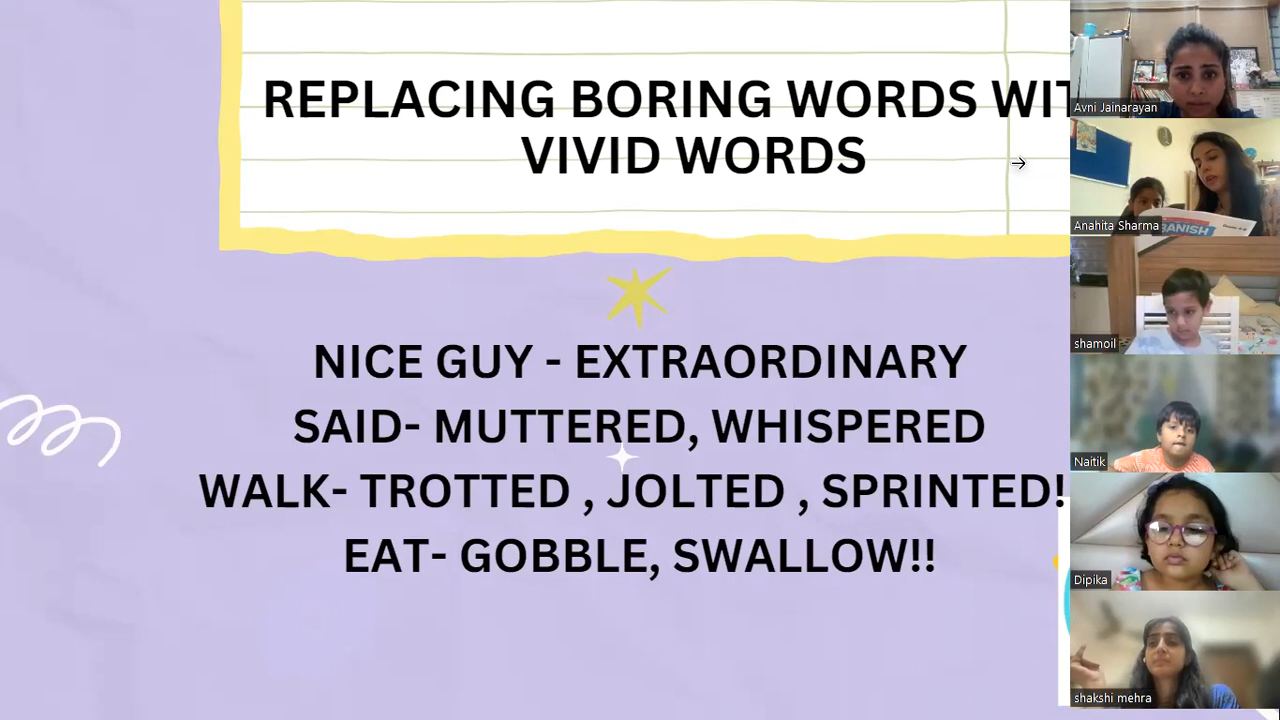 REPLACING BORING WORDS WIT
VIVID WORDS
NICE GUY - EXTRAORDINARY
SAID- MUTTERED, WHISPERED
WALK- TROTTED , JOLTED , SPRINTED!
EAT- GOBBLE, SWALLOW!!
Avni Jainarayan
Anahita Sharma
shamoil
Naitik
Dipika
shakshi mehra